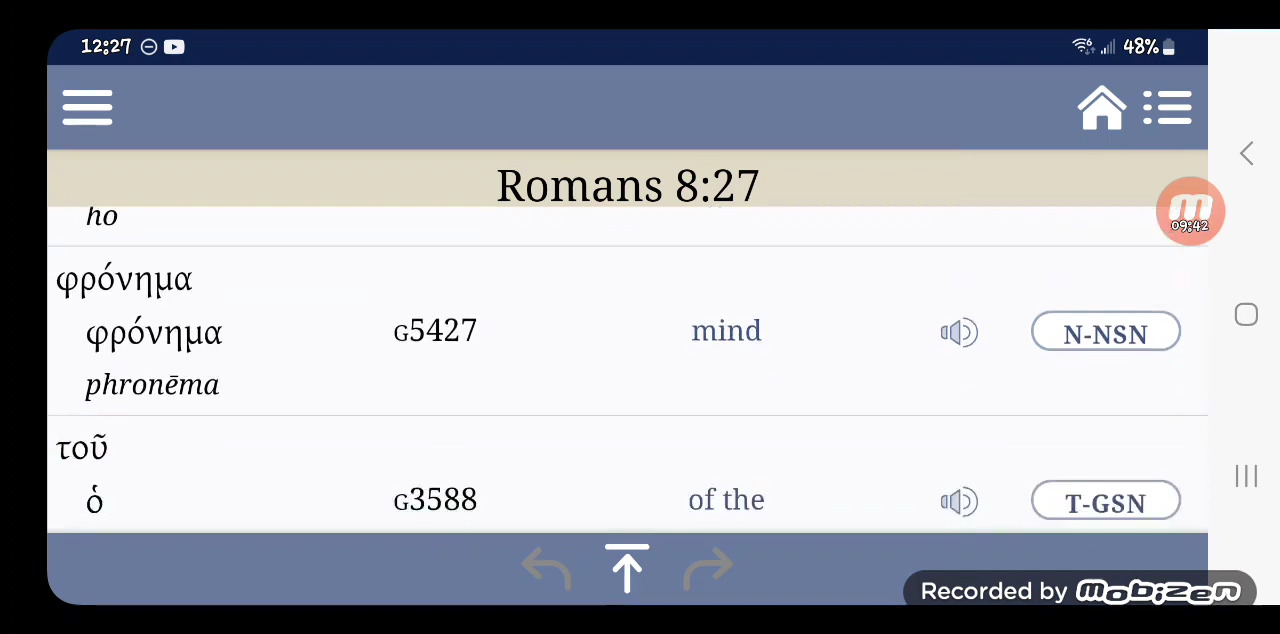 12:27 48%
Romans 8:27
09:42
ho
φρόνημα
φρόνημα G5427 mind N-NSN
phronēma
τοῦ
ὁ G3588 of the T-GSN
Recorded by mobizen